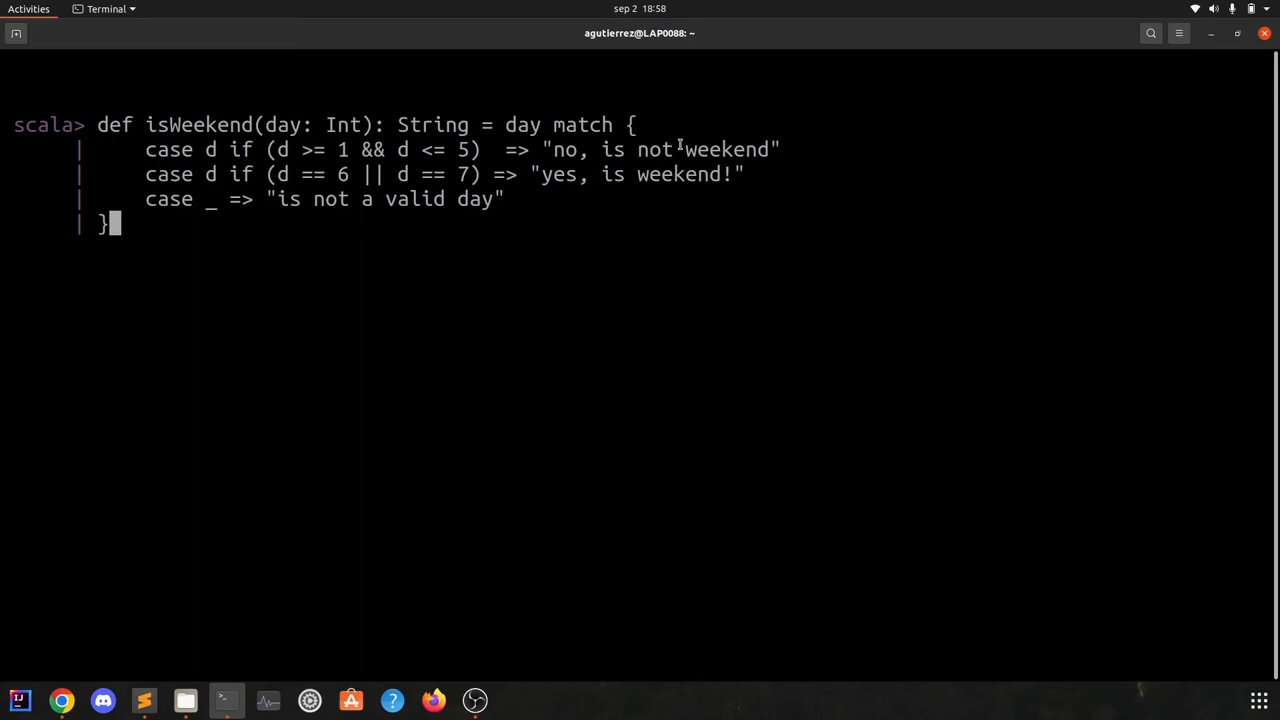 Activities Terminal sep 2 18:58
agutierrez@LAP0088: ~
scala> def isWeekend(day: Int): String = day match {
| case d if (d >= 1 && d <= 5)  => "no, is not weekend"
| case d if (d == 6 || d == 7) => "yes, is weekend!"
| case _ => "is not a valid day"
| }